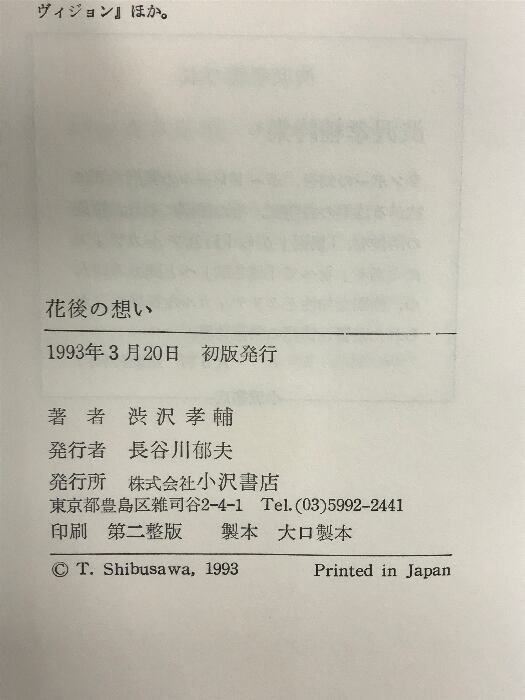 ヴィジョン』ほか。
花後の想い
1993年3月20日　初版発行
著　者　渋沢孝輔
発行者　長谷川郁夫
発行所　株式会社小沢書店
東京都豊島区雑司谷2-4-1　Tel.(03)5992-2441
印刷　第二整版　　製本　大口製本
© T. Shibusawa, 1993　　Printed in Japan